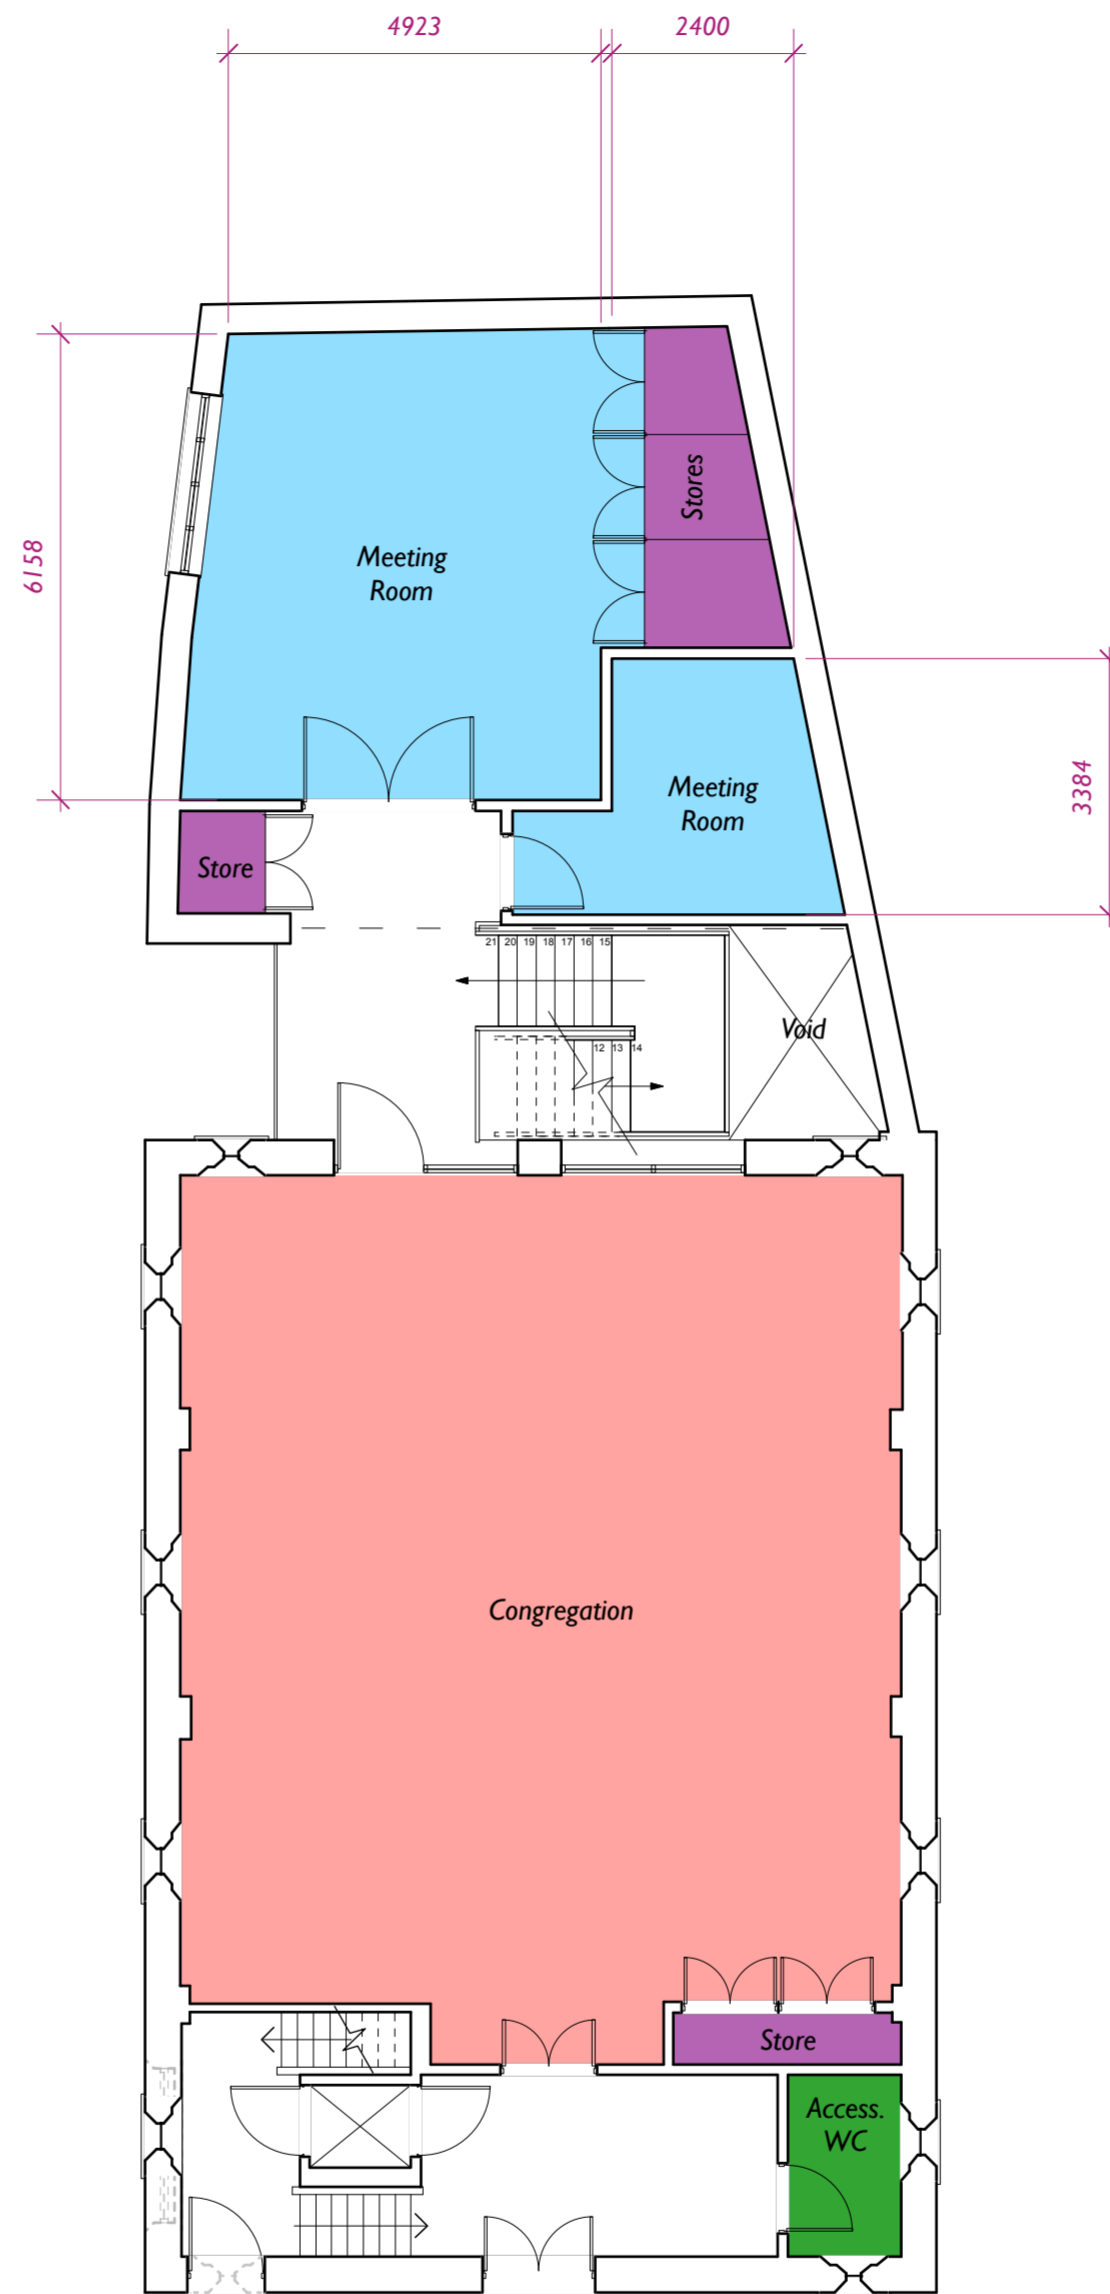 4923
2400
6158
Stores
Meeting
Room
3384
Meeting
Room
Store
21 20 19 18 17 16 15
12 13 14
Void
Congregation
Store
Access.
WC